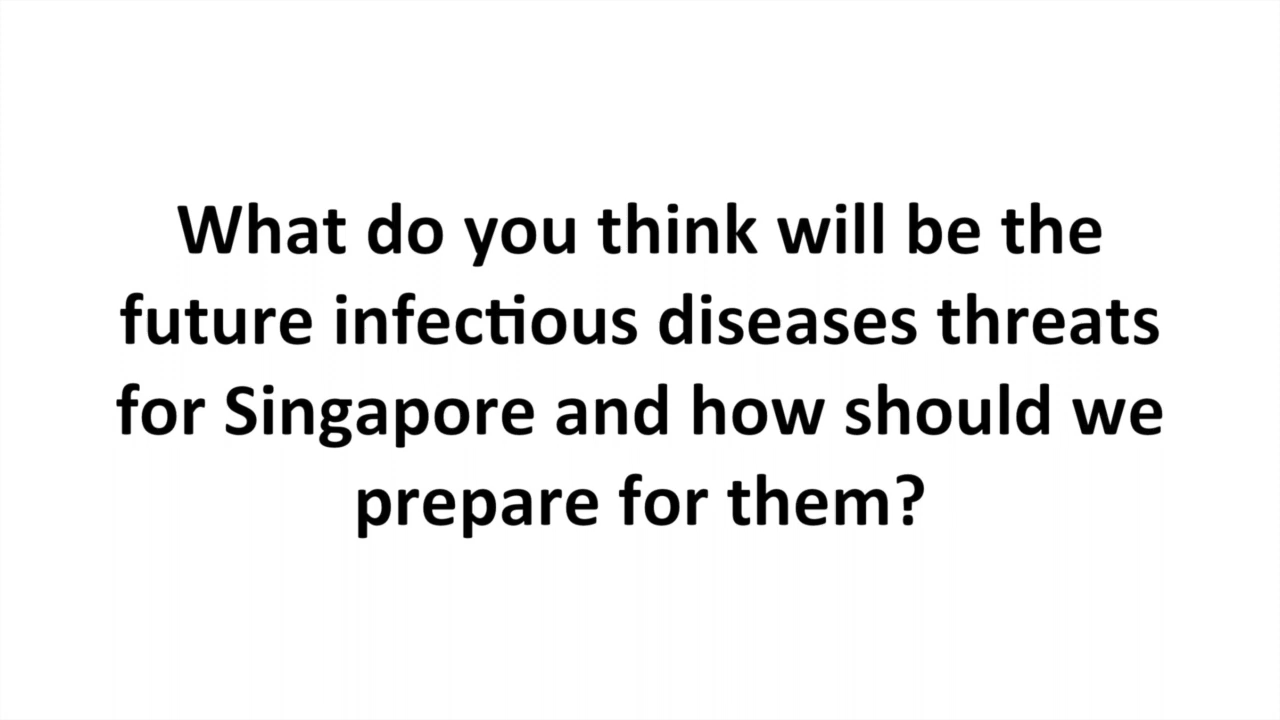 What do you think will be the
future infectious diseases threats
for Singapore and how should we
prepare for them?